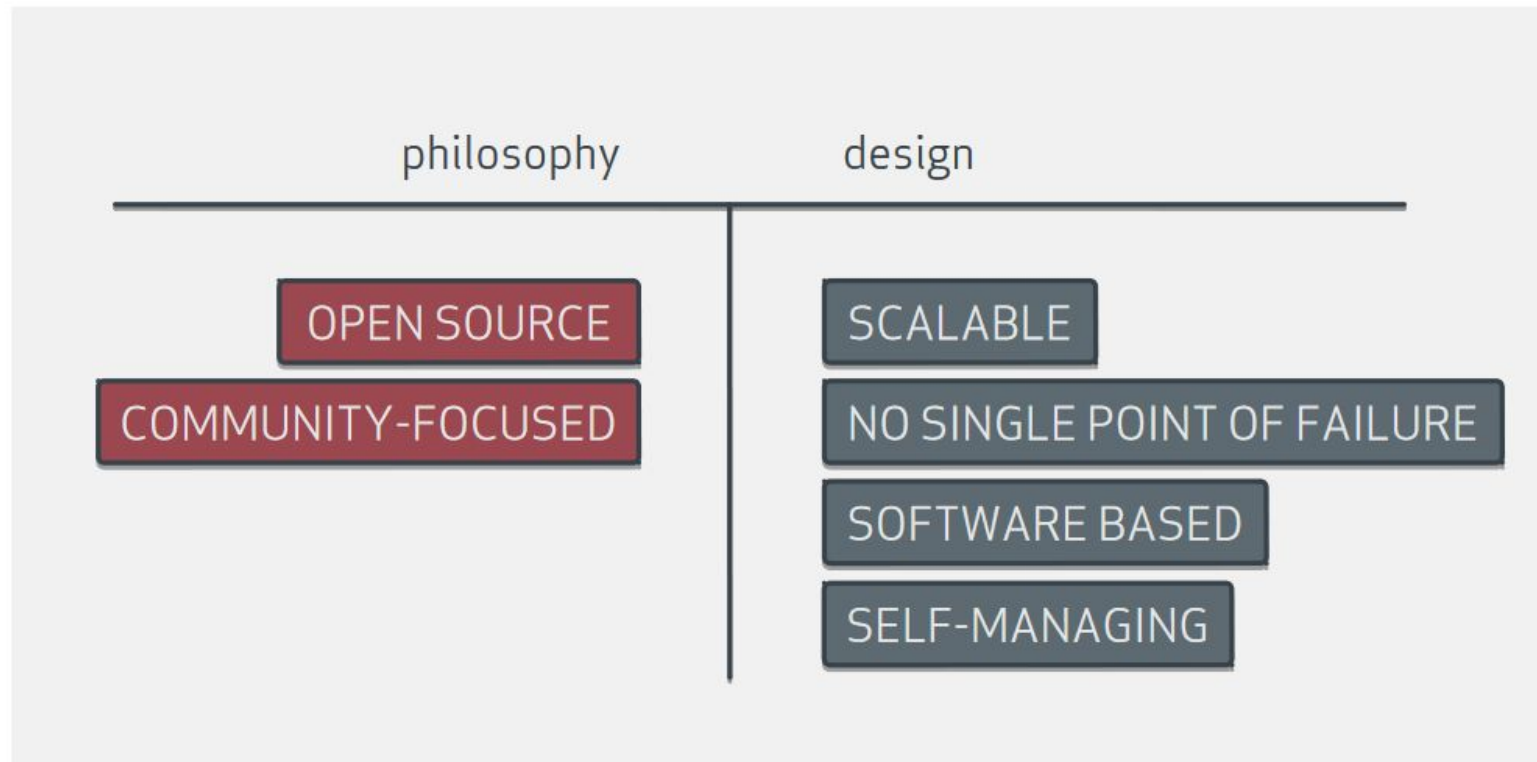 philosophy
design
OPEN SOURCE
COMMUNITY-FOCUSED
SCALABLE
NO SINGLE POINT OF FAILURE
SOFTWARE BASED
SELF-MANAGING